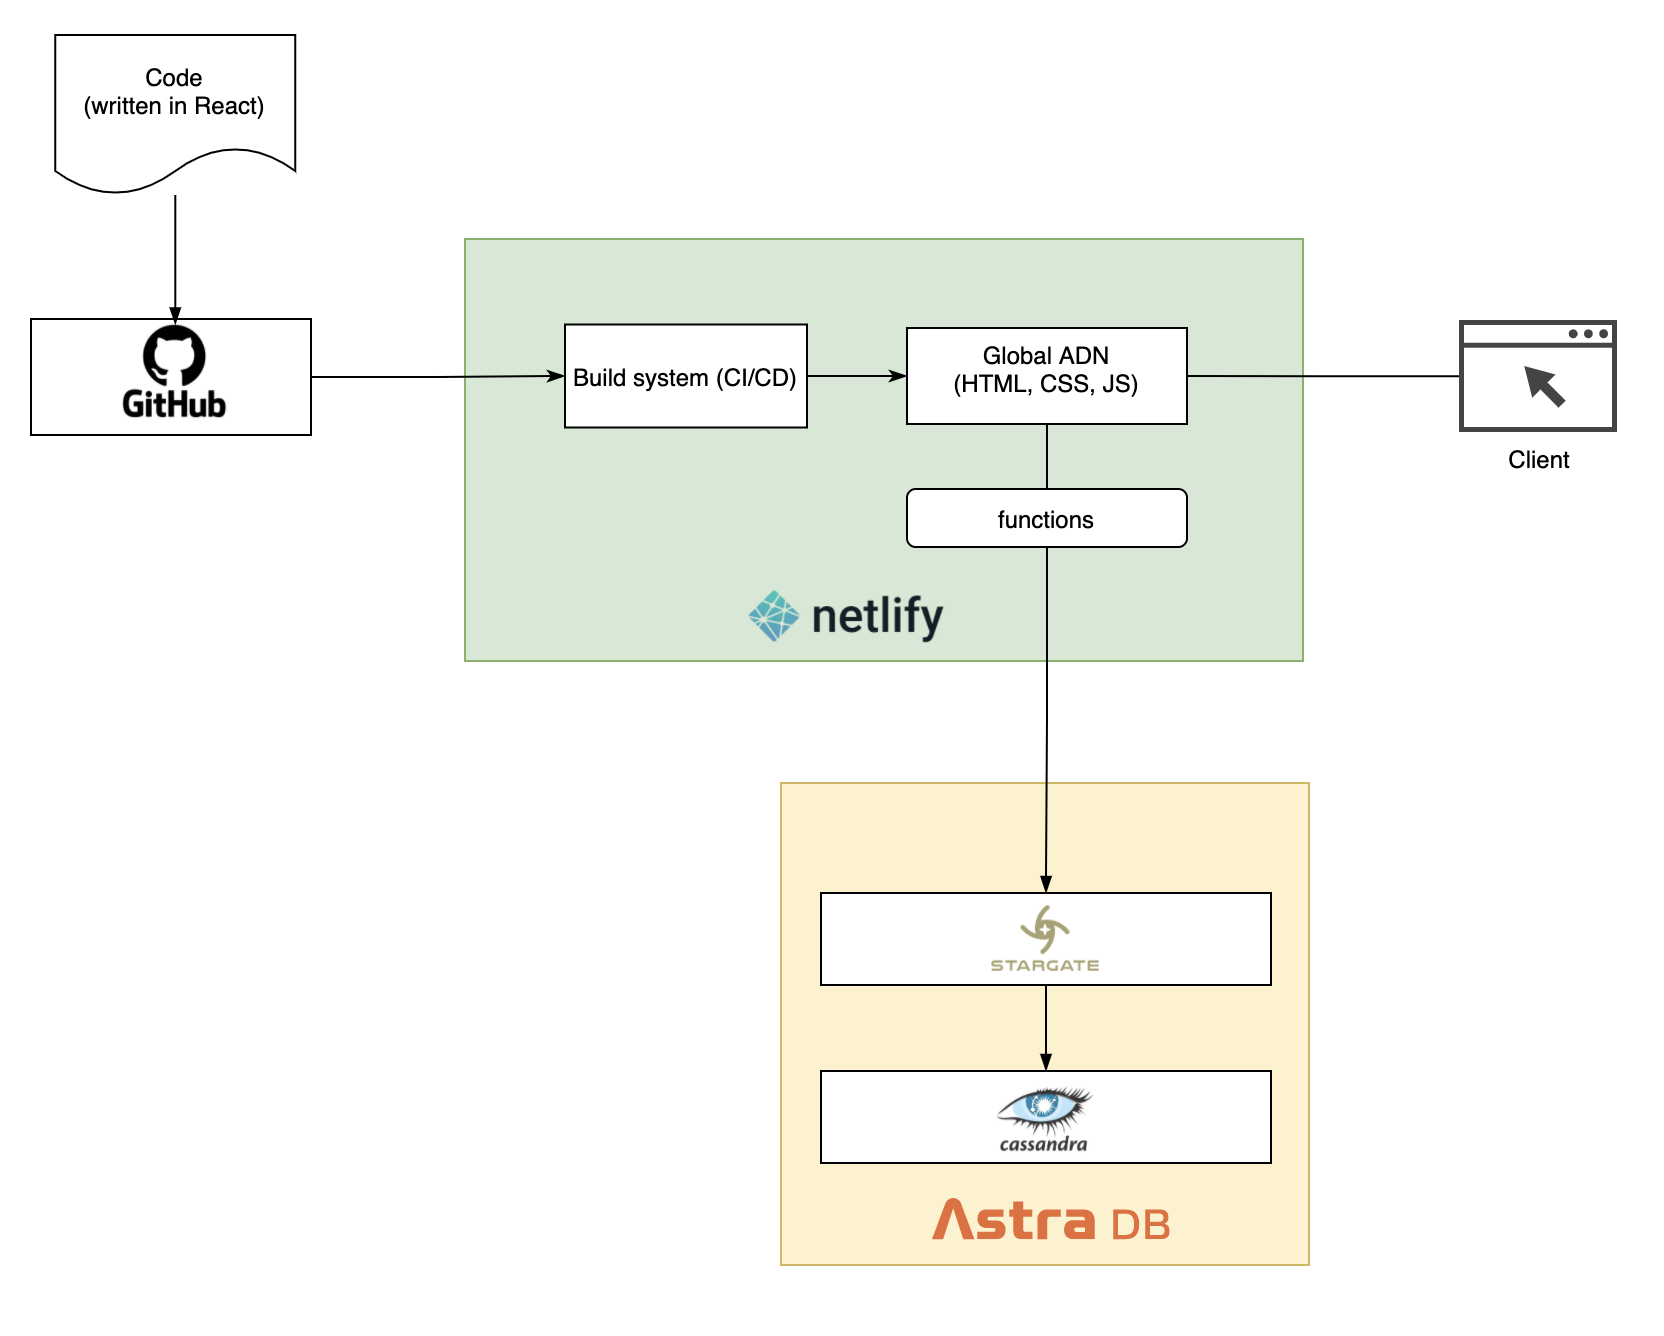 Code
(written in React)
GitHub
Build system (CI/CD)
Global ADN
(HTML, CSS, JS)
Client
functions
netlify
STARGATE
cassandra
Astra DB